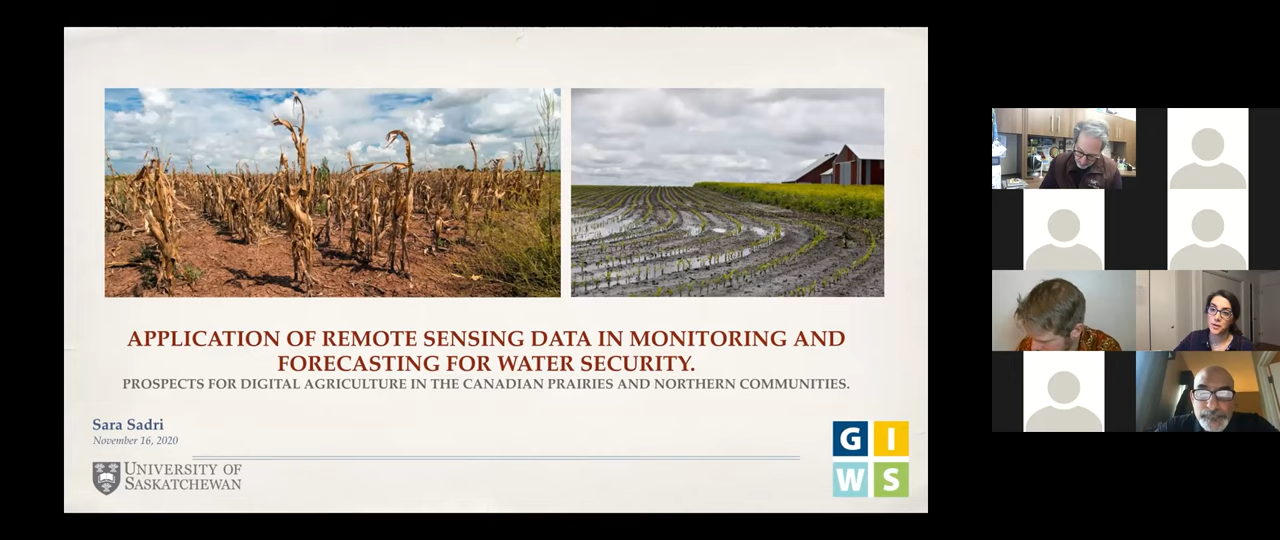 APPLICATION OF REMOTE SENSING DATA IN MONITORING AND
FORECASTING FOR WATER SECURITY.
PROSPECTS FOR DIGITAL AGRICULTURE IN THE CANADIAN PRAIRIES AND NORTHERN COMMUNITIES.
Sara Sadri
November 16, 2020
UNIVERSITY OF
SASKATCHEWAN
G I
W S